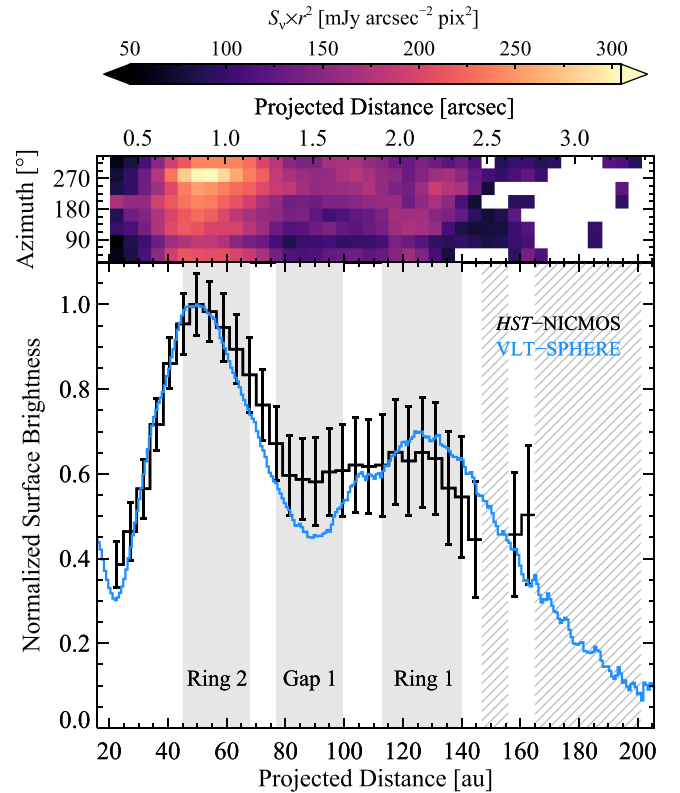 S_ν×r² [mJy arcsec⁻² pix²]
50 100 150 200 250 300
Projected Distance [arcsec]
0.5 1.0 1.6 2.1 2.6 3.0
Azimuth [°]
270
180
90
Normalized Surface Brightness
1.0
0.8
0.6
0.4
0.2
0.0
HST−NICMOS
VLT−SPHERE
Ring 2 Gap 1 Ring 1
20 40 60 80 100 120 140 160 180 200
Projected Distance [au]